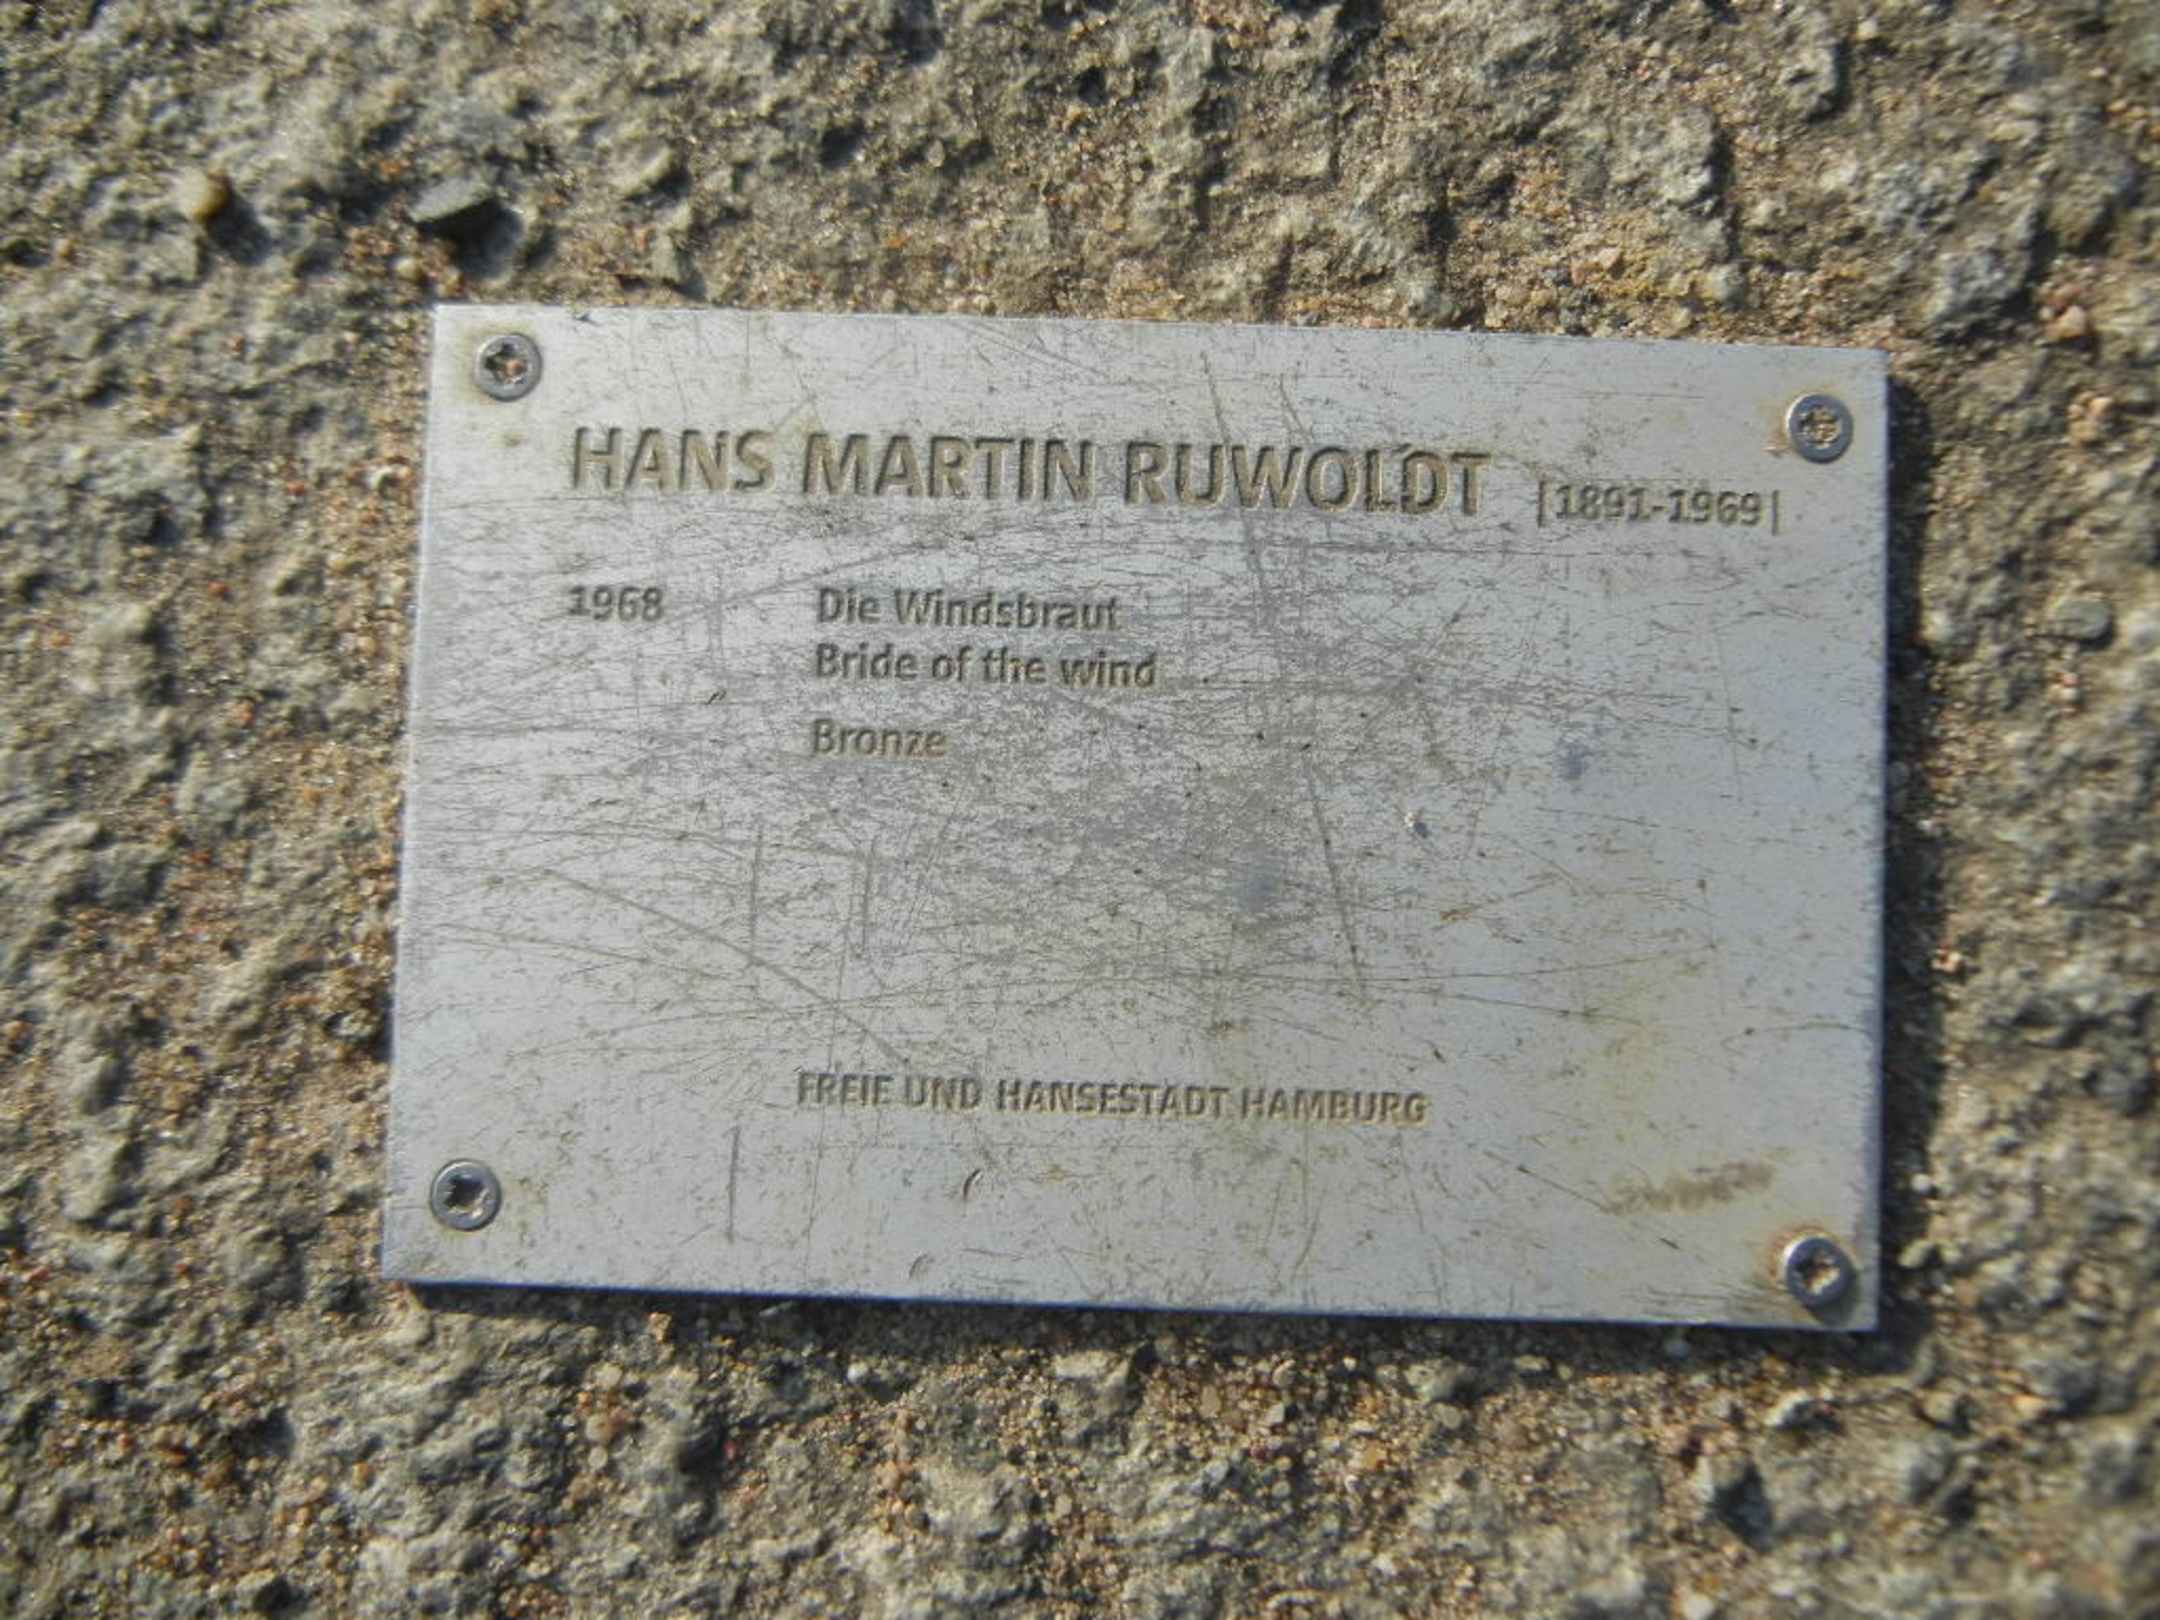 HANS MARTIN RUWOLDT |1891-1969|
1968 Die Windsbraut
Bride of the wind
Bronze
FREIE UND HANSESTADT HAMBURG